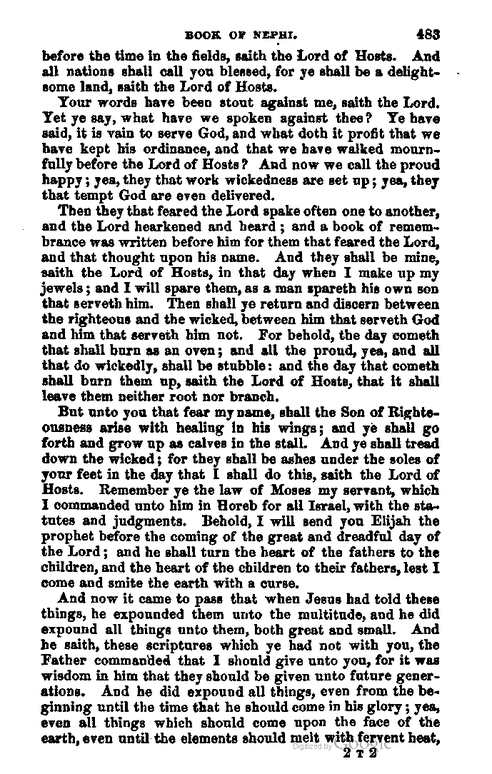 BOOK OF NEPHI. 483
before the time in the fields, saith the Lord of Hosts. And
all nations shall call you blessed, for ye shall be a delight-
some land, saith the Lord of Hosts.
Your words have been stout against me, saith the Lord.
Yet ye say, what have we spoken against thee? Ye have
said, it is vain to serve God, and what doth it profit that we
have kept his ordinance, and that we have walked mourn-
fully before the Lord of Hosts? And now we call the proud
happy; yea, they that work wickedness are set up; yea, they
that tempt God are even delivered.
Then they that feared the Lord spake often one to another,
and the Lord hearkened and heard; and a book of remem-
brance was written before him for them that feared the Lord,
and that thought upon his name. And they shall be mine,
saith the Lord of Hosts, in that day when I make up my
jewels; and I will spare them, as a man spareth his own son
that serveth him. Then shall ye return and discern between
the righteous and the wicked, between him that serveth God
and him that serveth him not. For behold, the day cometh
that shall burn as an oven; and all the proud, yea, and all
that do wickedly, shall be stubble: and the day that cometh
shall burn them up, saith the Lord of Hosts, that it shall
leave them neither root nor branch.
But unto you that fear my name, shall the Son of Righte-
ousness arise with healing in his wings; and ye shall go
forth and grow up as calves in the stall. And ye shall tread
down the wicked; for they shall be ashes under the soles of
your feet in the day that I shall do this, saith the Lord of
Hosts. Remember ye the law of Moses my servant, which
I commanded unto him in Horeb for all Israel, with the sta-
tutes and judgments. Behold, I will send you Elijah the
prophet before the coming of the great and dreadful day of
the Lord; and he shall turn the heart of the fathers to the
children, and the heart of the children to their fathers, lest I
come and smite the earth with a curse.
And now it came to pass that when Jesus had told these
things, he expounded them unto the multitude, and he did
expound all things unto them, both great and small. And
he saith, these scriptures which ye had not with you, the
Father commanded that I should give unto you, for it was
wisdom in him that they should be given unto future gener-
ations. And he did expound all things, even from the be-
ginning until the time that he should come in his glory; yea,
even all things which should come upon the face of the
earth, even until the elements should melt with fervent heat,
Digitized by Google
2 T 2